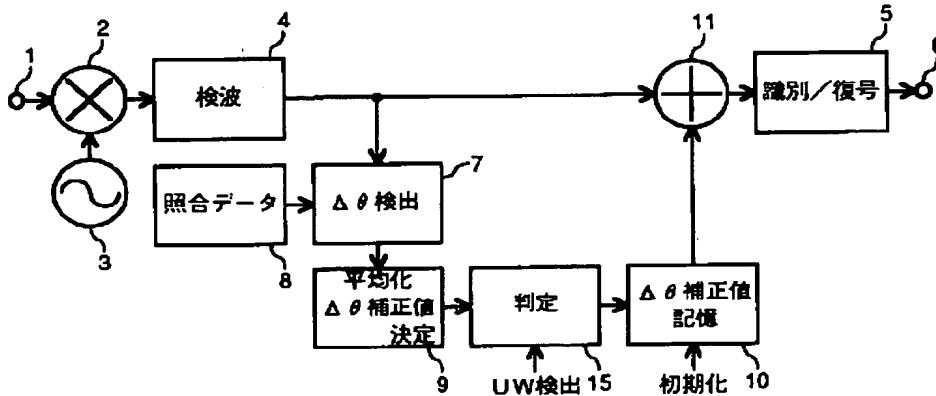 1
2
4
11
5
検波
識別／復号
3
照合データ
8
Δθ検出
7
平均化
Δθ補正値
決定
9
判定
15
UW検出
Δθ補正値
記憶
10
初期化